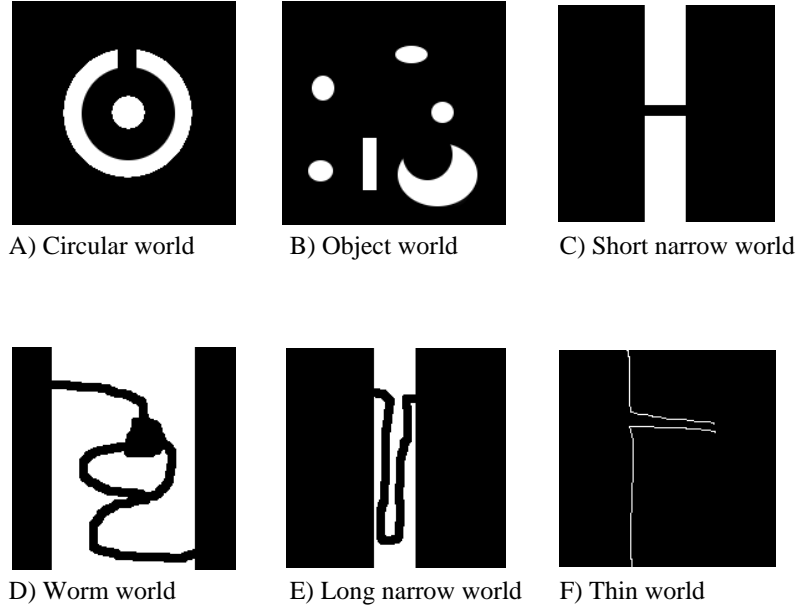 A) Circular world
B) Object world
C) Short narrow world
D) Worm world
E) Long narrow world
F) Thin world